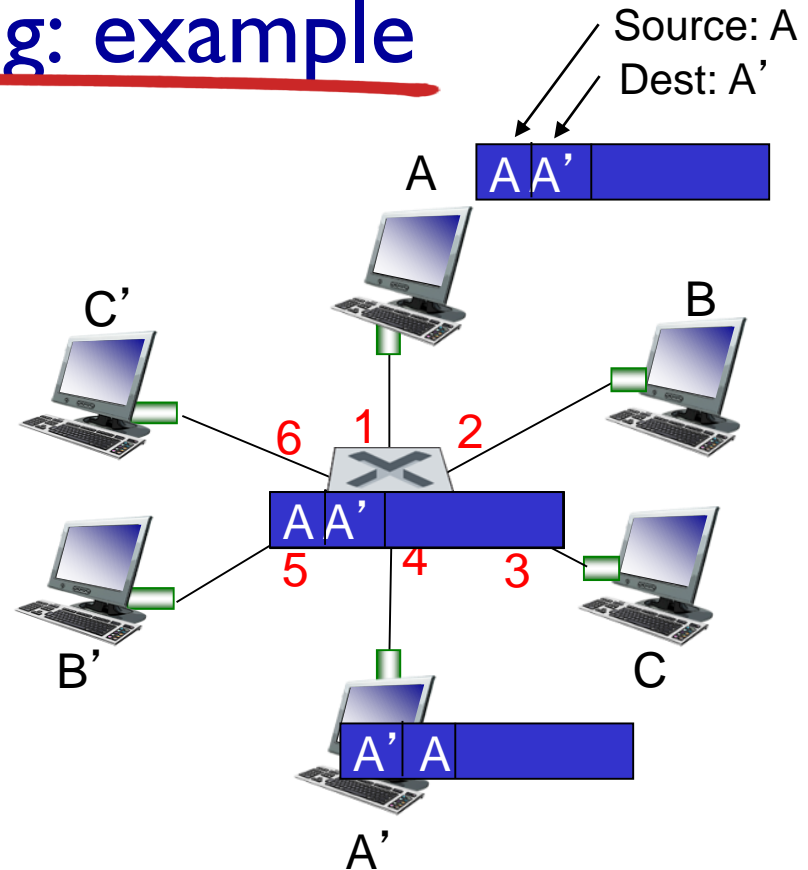 g: example
Source: A
Dest: A’
A
A A’
C’
B
6 1 2
A A’
5 4 3
B’
C
A’ A
A’